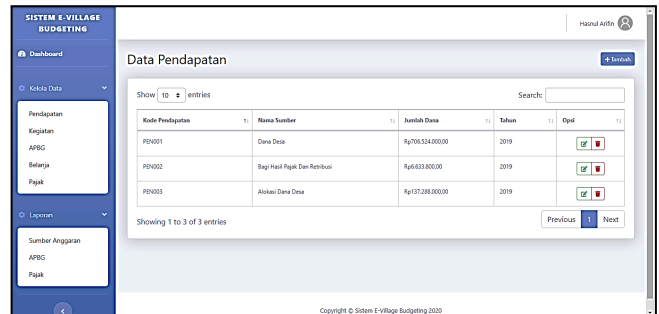 SISTEM E-VILLAGE
BUDGETING
Hasnul Arifin
Dashboard
Data Pendapatan
+ Tambah
Kelola Data
Show 10 entries
Search:
Pendapatan
Kegiatan
APBG
Belanja
Pajak
Kode Pendapatan Nama Sumber Jumlah Dana Tahun Opsi
PEN001 Dana Desa Rp706.524.000,00 2019
PEN002 Bagi Hasil Pajak Dan Retribusi Rp6.633.800,00 2019
PEN003 Alokasi Dana Desa Rp137.288.000,00 2019
Showing 1 to 3 of 3 entries
Previous 1 Next
Laporan
Sumber Anggaran
APBG
Pajak
Copyright © Sistem E-Village Budgeting 2020